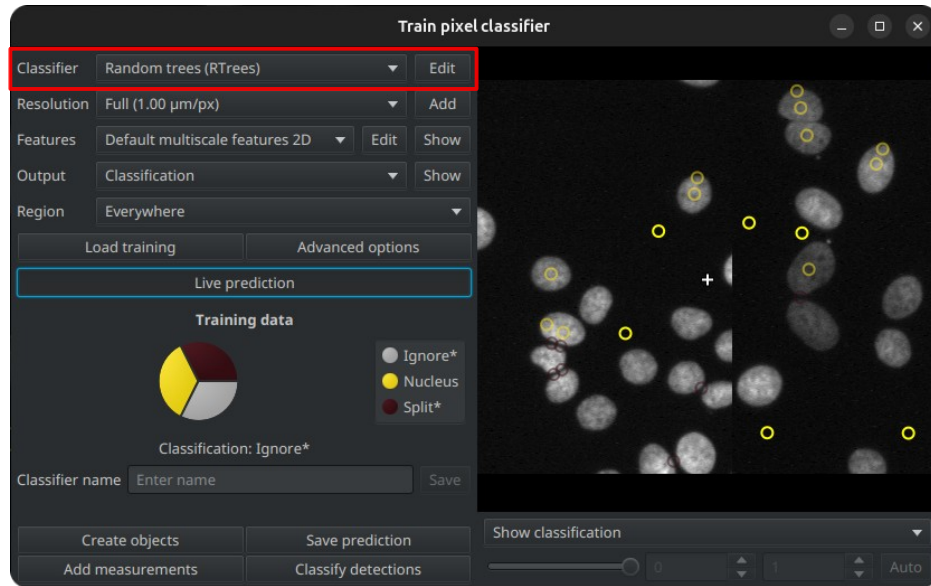 Train pixel classifier
Classifier Random trees (RTrees) Edit
Resolution Full (1.00 µm/px) Add
Features Default multiscale features 2D Edit Show
Output Classification Show
Region Everywhere
Load training Advanced options
Live prediction
Training data
Ignore*
Nucleus
Split*
Classification: Ignore*
Classifier name Enter name Save
Create objects Save prediction
Add measurements Classify detections
Show classification
0 1 Auto